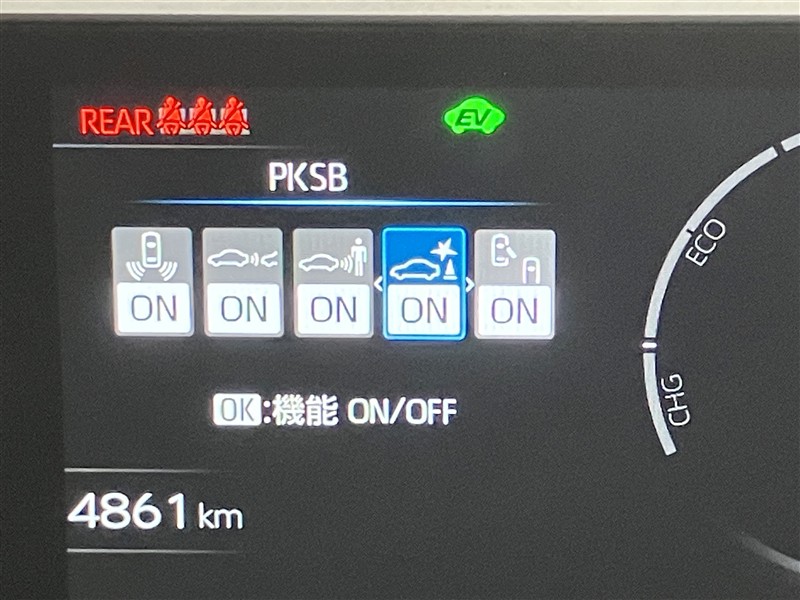 REAR
EV
PKSB
ON ON ON ON ON
OK:機能 ON/OFF
ECO
CHG
4861 km